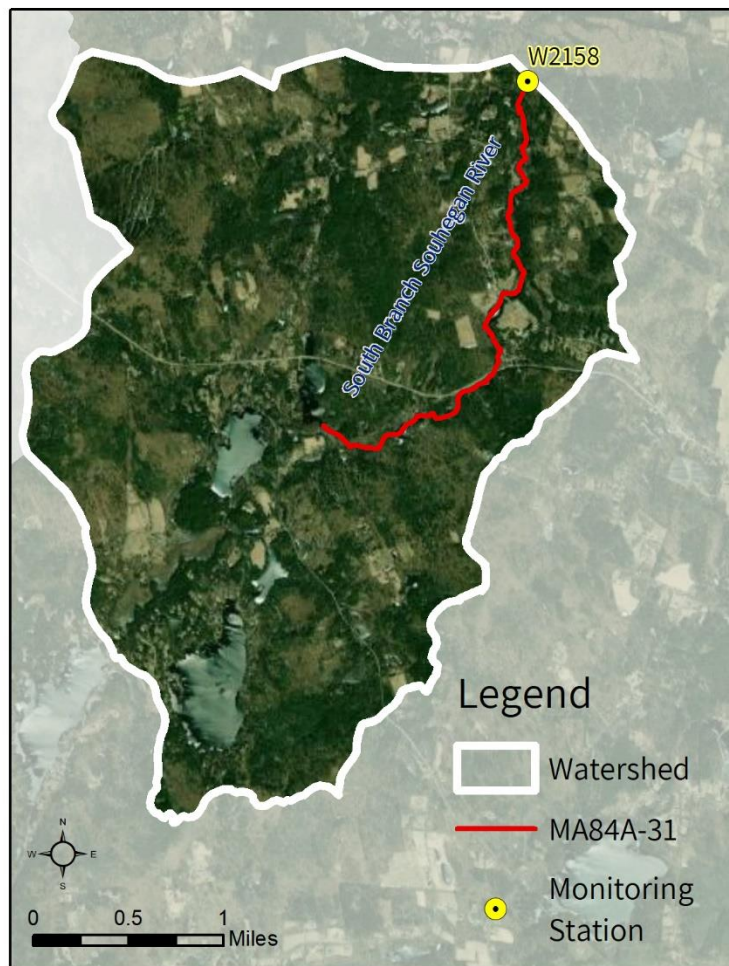 W2158
South Branch Souhegan River
Legend
Watershed
MA84A-31
Monitoring
Station
N
W E
S
0 0.5 1
Miles